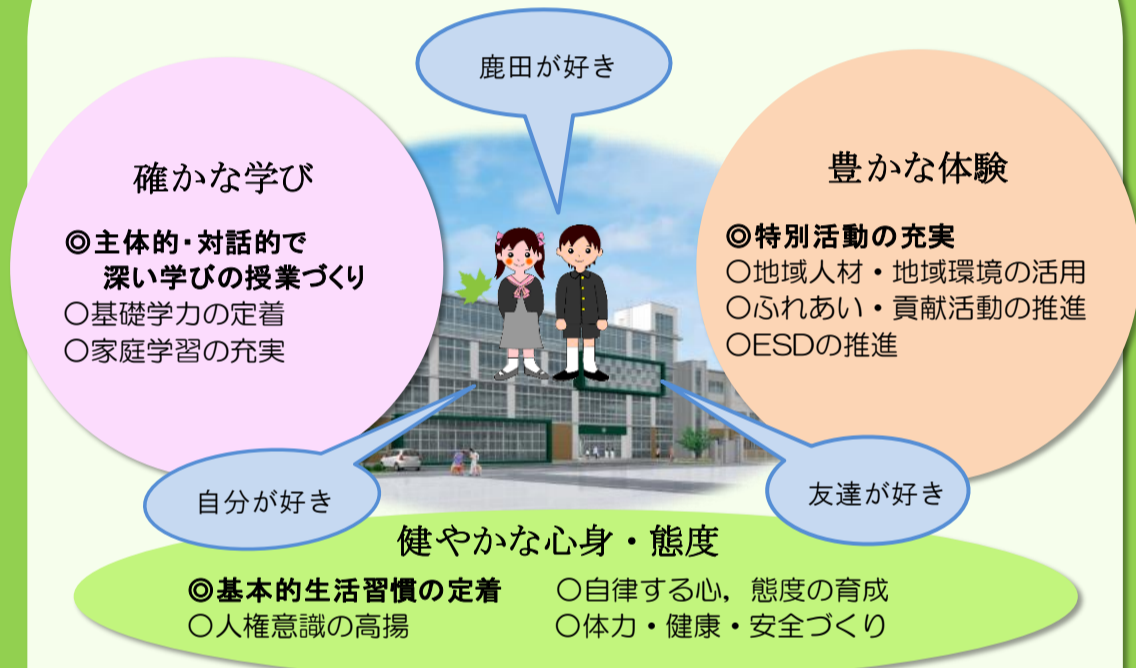 鹿田が好き
確かな学び
◎主体的・対話的で
深い学びの授業づくり
○基礎学力の定着
○家庭学習の充実
豊かな体験
◎特別活動の充実
○地域人材・地域環境の活用
○ふれあい・貢献活動の推進
○ESDの推進
自分が好き
友達が好き
健やかな心身・態度
◎基本的生活習慣の定着 ○自律する心，態度の育成
○人権意識の高揚 ○体力・健康・安全づくり